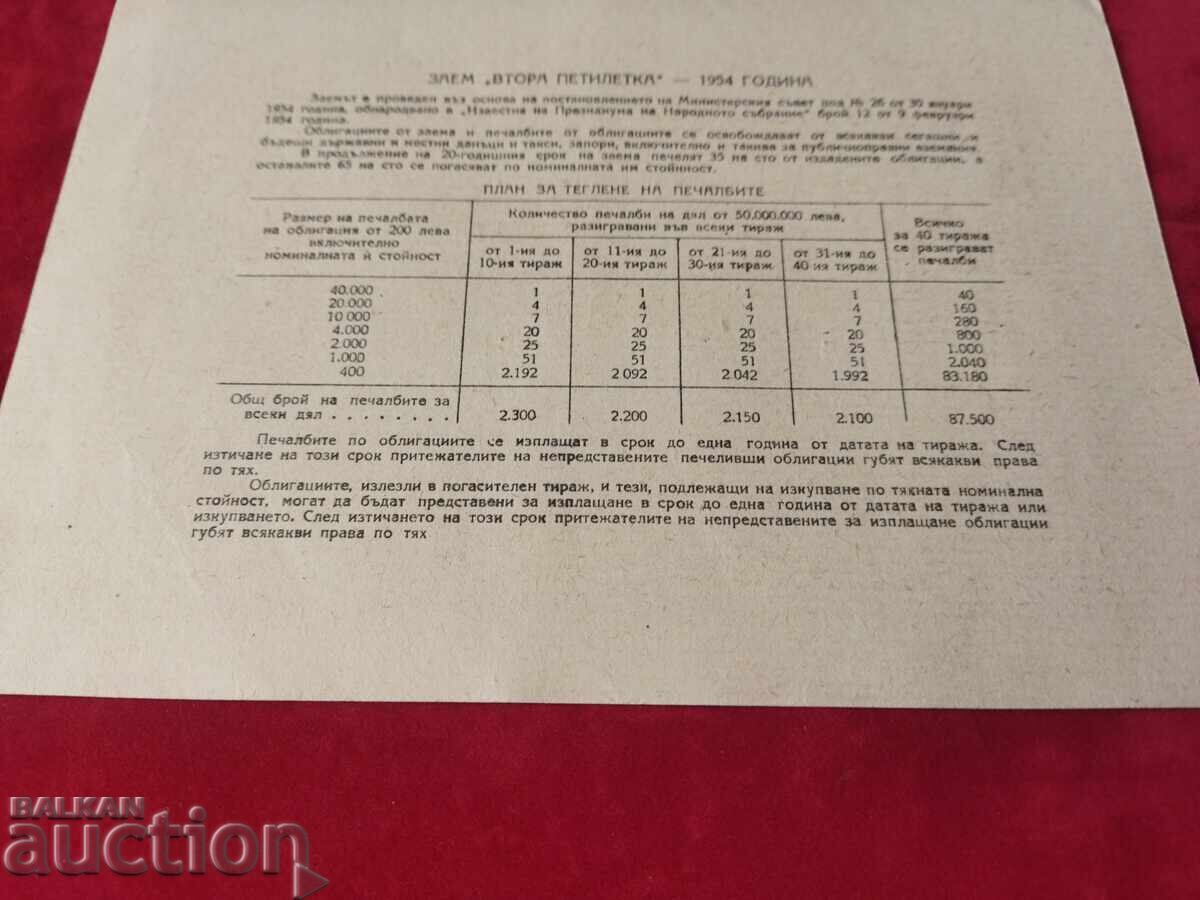 ЗАЕМ „ВТОРА ПЕТИЛЕТКА“ — 1954 ГОДИНА
Заемът е проведен въз основа на постановлението на Министерския съвет под № 26 от 30 януари
1954 година, обнародвано в „Известия на Президиума на Народното събрание“ брой 12 от 9 февруари
1954 година.
Облигациите от заема и печалбите от облигациите се освобождават от всякакви сегашни и
бъдещи държавни и местни данъци и такси, запори, включително и такива за публичноправни вземания.
В продължение на 20-годишния срок на заема печелят 35 на сто от издадените облигации, а
останалите 65 на сто се погасяват по номиналната им стойност.
ПЛАН ЗА ТЕГЛЕНЕ НА ПЕЧАЛБИТЕ
Размер на печалбата на облигация от 200 лева включително номиналната ѝ стойност
Количество печалби на дял от 50.000.000 лева,
разигравани във всеки тираж
Всичко за 40 тиража се разиграват печалби
от 1-ия до 10-ия тираж
от 11-ия до 20-ия тираж
от 21-ия до 30-ия тираж
от 31-ия до 40 ия тираж
40.000 1 1 1 1 40
20.000 4 4 4 4 160
10 000 7 7 7 7 280
4.000 20 20 20 20 800
2.000 25 25 25 25 1.000
1.000 51 51 51 51 2.040
400 2.192 2 092 2 042 1.992 83.180
Общ брой на печалбите за
всеки дял . . . . . . . . 2.300 2.200 2.150 2.100 87.500
Печалбите по облигациите се изплащат в срок до една година от датата на тиража. След
изтичане на този срок притежателите на непредставените печеливши облигации губят всякакви права
по тях.
Облигациите, излезли в погасителен тираж, и тези, подлежащи на изкупуване по тяхната номинална
стойност, могат да бъдат представени за изплащане в срок до една година от датата на тиража или
изкупването. След изтичането на този срок притежателите на непредставените за изплащане облигации
губят всякакви права по тях
BALKAN
auction